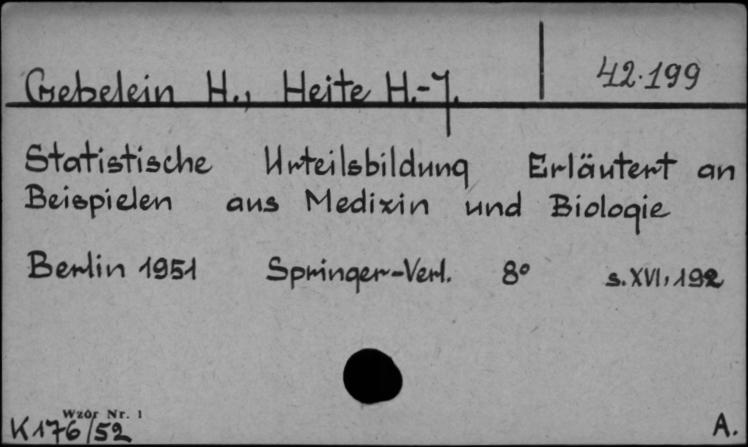 Gebelein H., Heite H.-J. 42.199
Statistische Urteilsbildung Erläutert an
Beispielen aus Medizin und Biologie
Berlin 1951 Springer-Verl. 8° s. XVI, 192
Wzór Nr. 1
K 176/52 A.